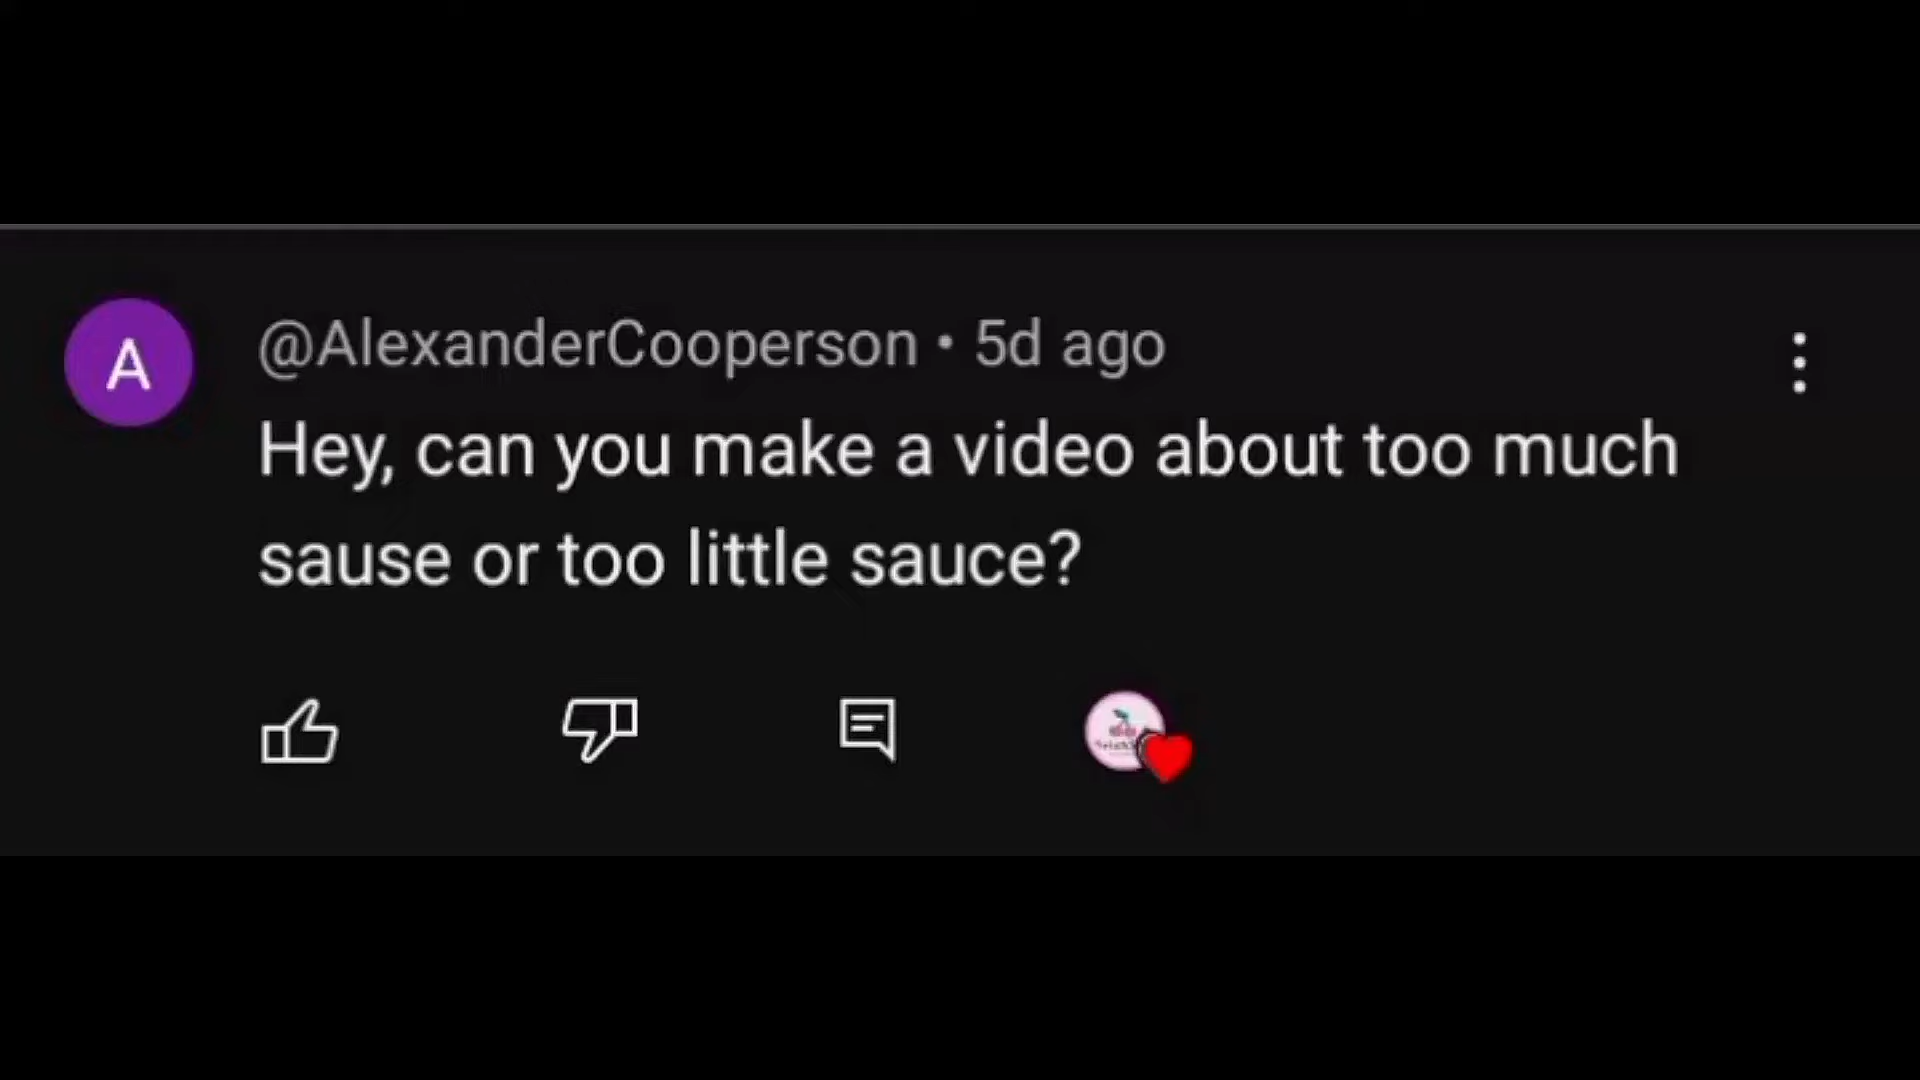 A
@AlexanderCooperson • 5d ago
Hey, can you make a video about too much
sause or too little sauce?